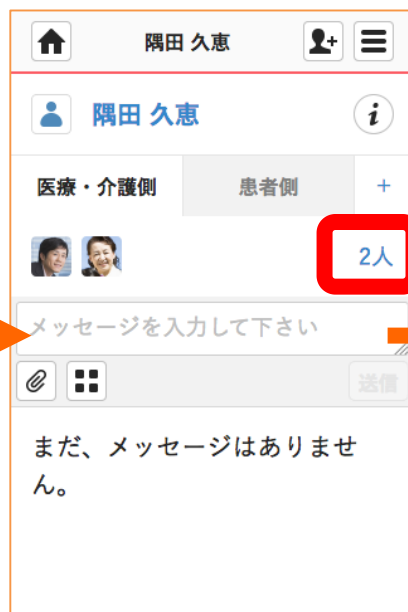 隅田 久恵
隅田 久恵
医療・介護側 患者側 +
2人
メッセージを入力して下さい
送信
まだ、メッセージはありませ
ん。